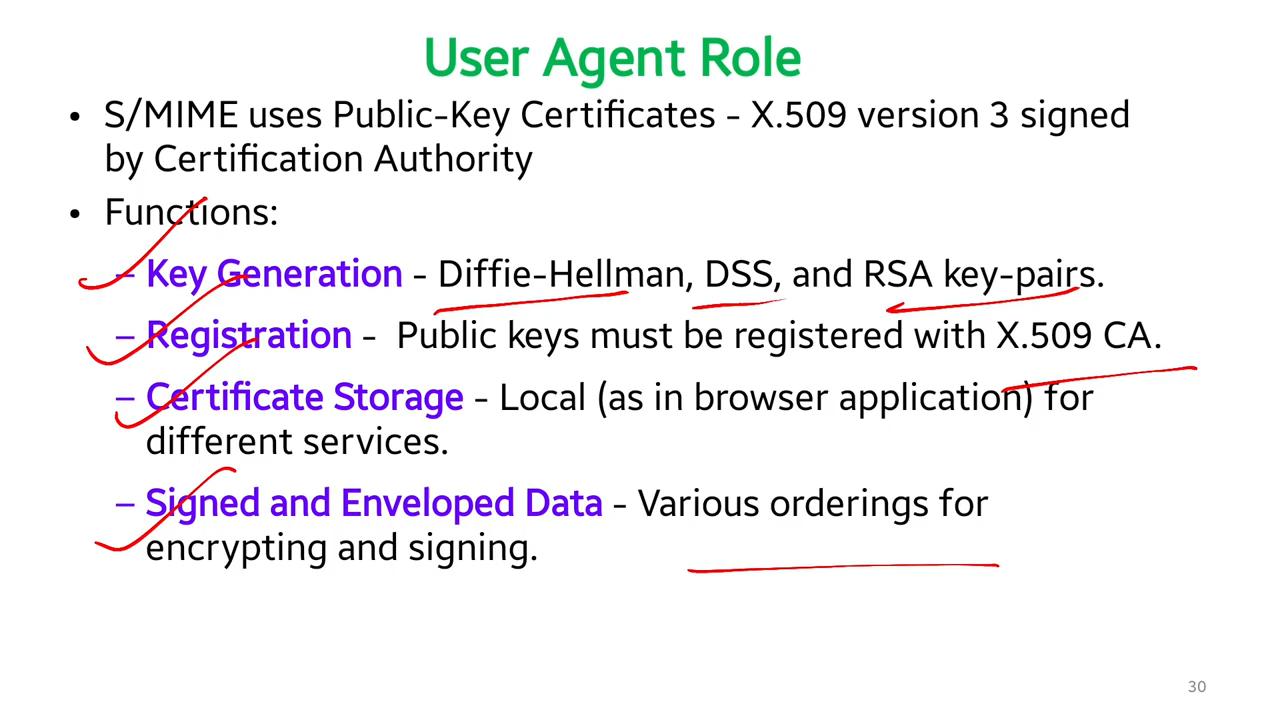 User Agent Role
• S/MIME uses Public-Key Certificates - X.509 version 3 signed
by Certification Authority
• Functions:
– Key Generation - Diffie-Hellman, DSS, and RSA key-pairs.
– Registration - Public keys must be registered with X.509 CA.
– Certificate Storage - Local (as in browser application) for
different services.
– Signed and Enveloped Data - Various orderings for
encrypting and signing.
30